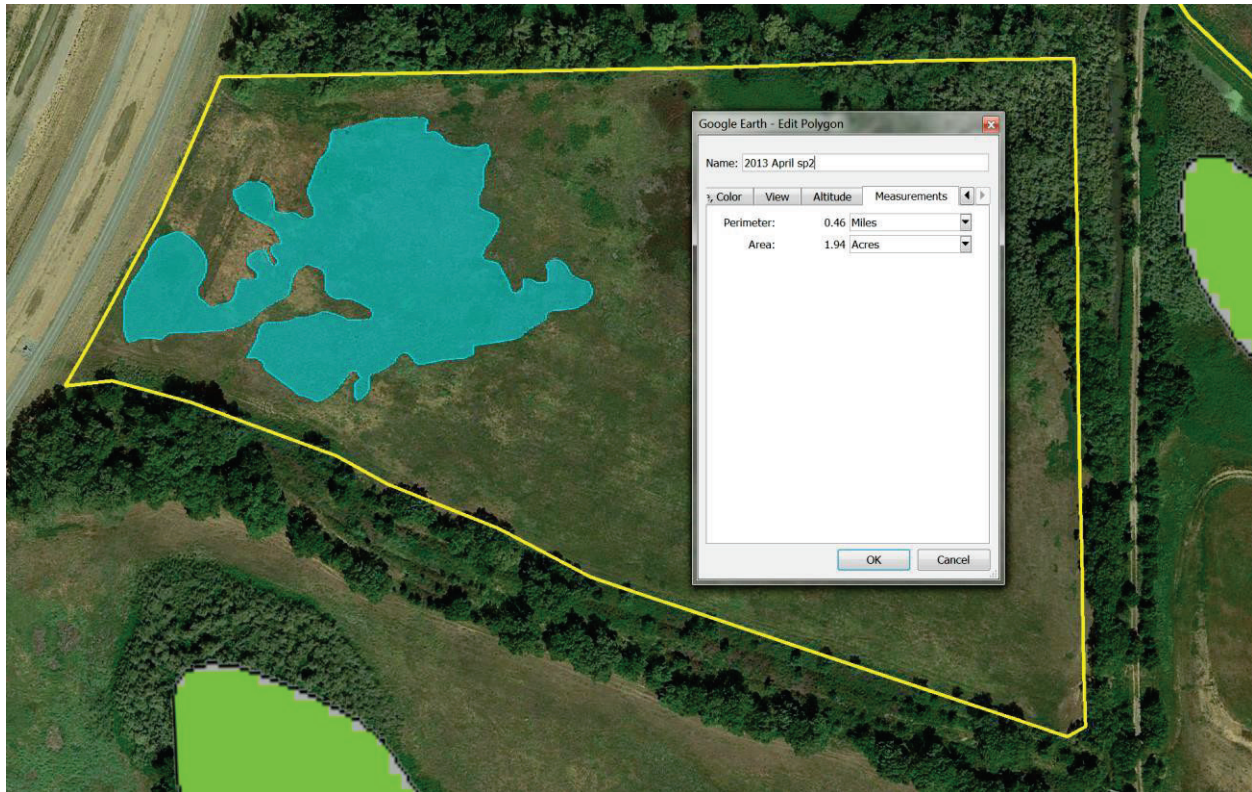 Google Earth - Edit Polygon
Name: 2013 April sp2
, Color View Altitude Measurements
Perimeter: 0.46 Miles
Area: 1.94 Acres
OK Cancel